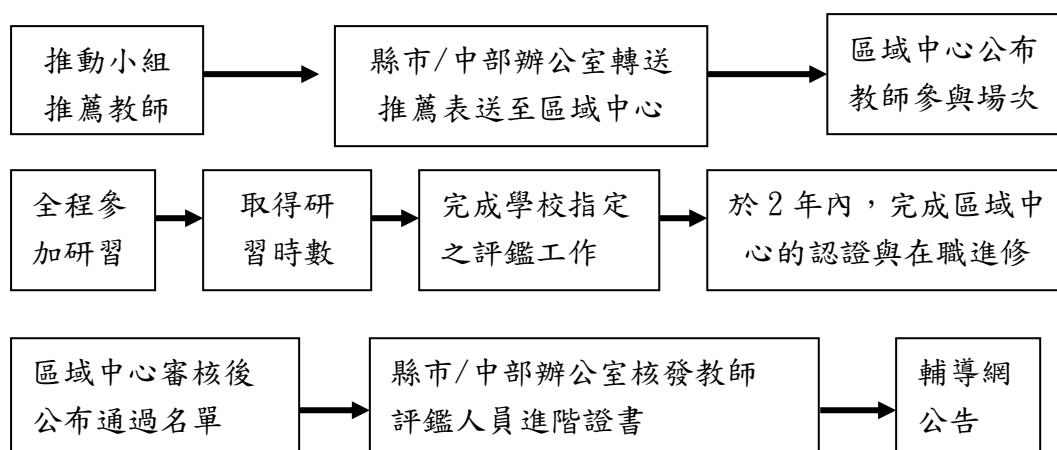 推動小組
推薦教師
縣市/中部辦公室轉送
推薦表送至區域中心
區域中心公布
教師參與場次
全程參
加研習
取得研
習時數
完成學校指定
之評鑑工作
於2年內，完成區域中
心的認證與在職進修
區域中心審核後
公布通過名單
縣市/中部辦公室核發教師
評鑑人員進階證書
輔導網
公告